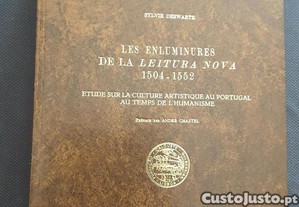 SYLVIE DESWARTE
LES ENLUMINURES
DE LA LEITURA NOVA
1504-1552
ETUDE SUR LA CULTURE ARTISTIQUE AU PORTUGAL
AU TEMPS DE L'HUMANISME
Préface par ANDRÉ CHASTEL
CustoJusto.pt